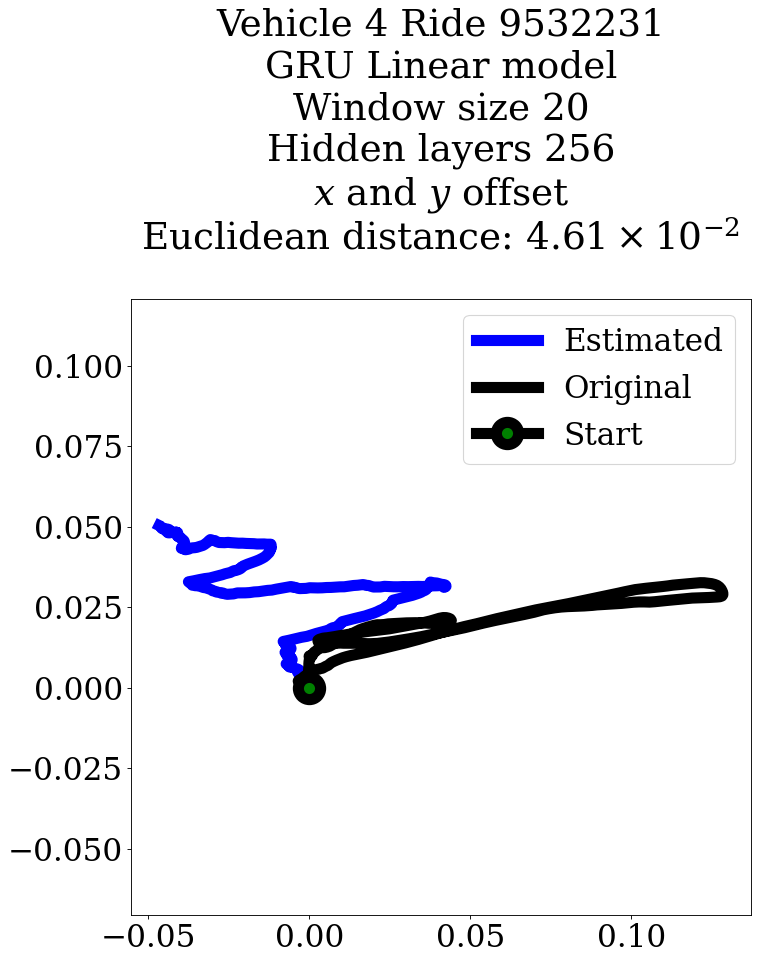 Vehicle 4 Ride 9532231
GRU Linear model
Window size 20
Hidden layers 256
x and y offset
Euclidean distance: 4.61 × 10⁻²
Estimated
Original
Start
0.100
0.075
0.050
0.025
0.000
−0.025
−0.050
−0.05 0.00 0.05 0.10